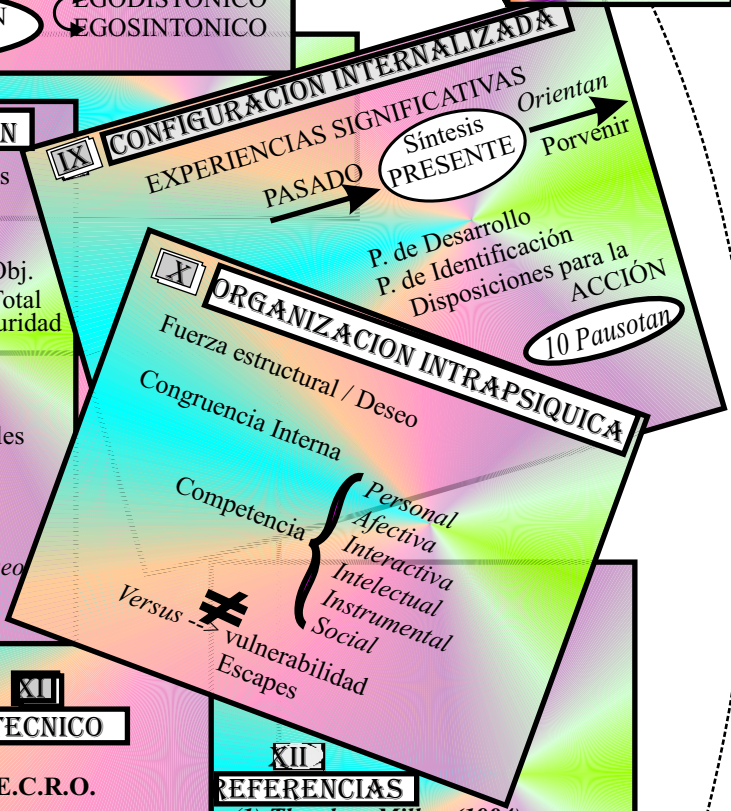 EGODISTONICO
EGOSINTONICO
IX
CONFIGURACION INTERNALIZADA
EXPERIENCIAS SIGNIFICATIVAS
PASADO
Síntesis
PRESENTE
Orientan
Porvenir
P. de Desarrollo
P. de Identificación
Disposiciones para la
ACCIÓN
10 Pausotan
N
N
s
Obj.
Total
uridad
les
eo
X
ORGANIZACION INTRAPSIQUICA
Fuerza estructural / Deseo
Congruencia Interna
Competencia
Personal
Afectiva
Interactiva
Intelectual
Instrumental
Social
Versus --> ≠
vulnerabilidad
Escapes
XI
TECNICO
E.C.R.O.
XII
REFERENCIAS